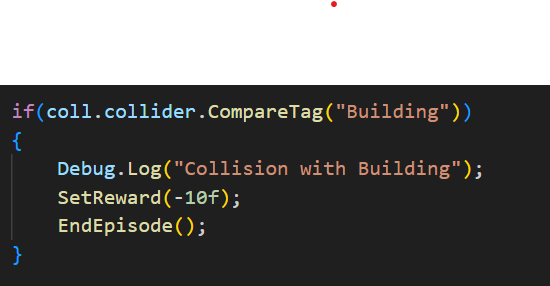 if(coll.collider.CompareTag("Building"))
{
Debug.Log("Collision with Building");
SetReward(-10f);
EndEpisode();
}